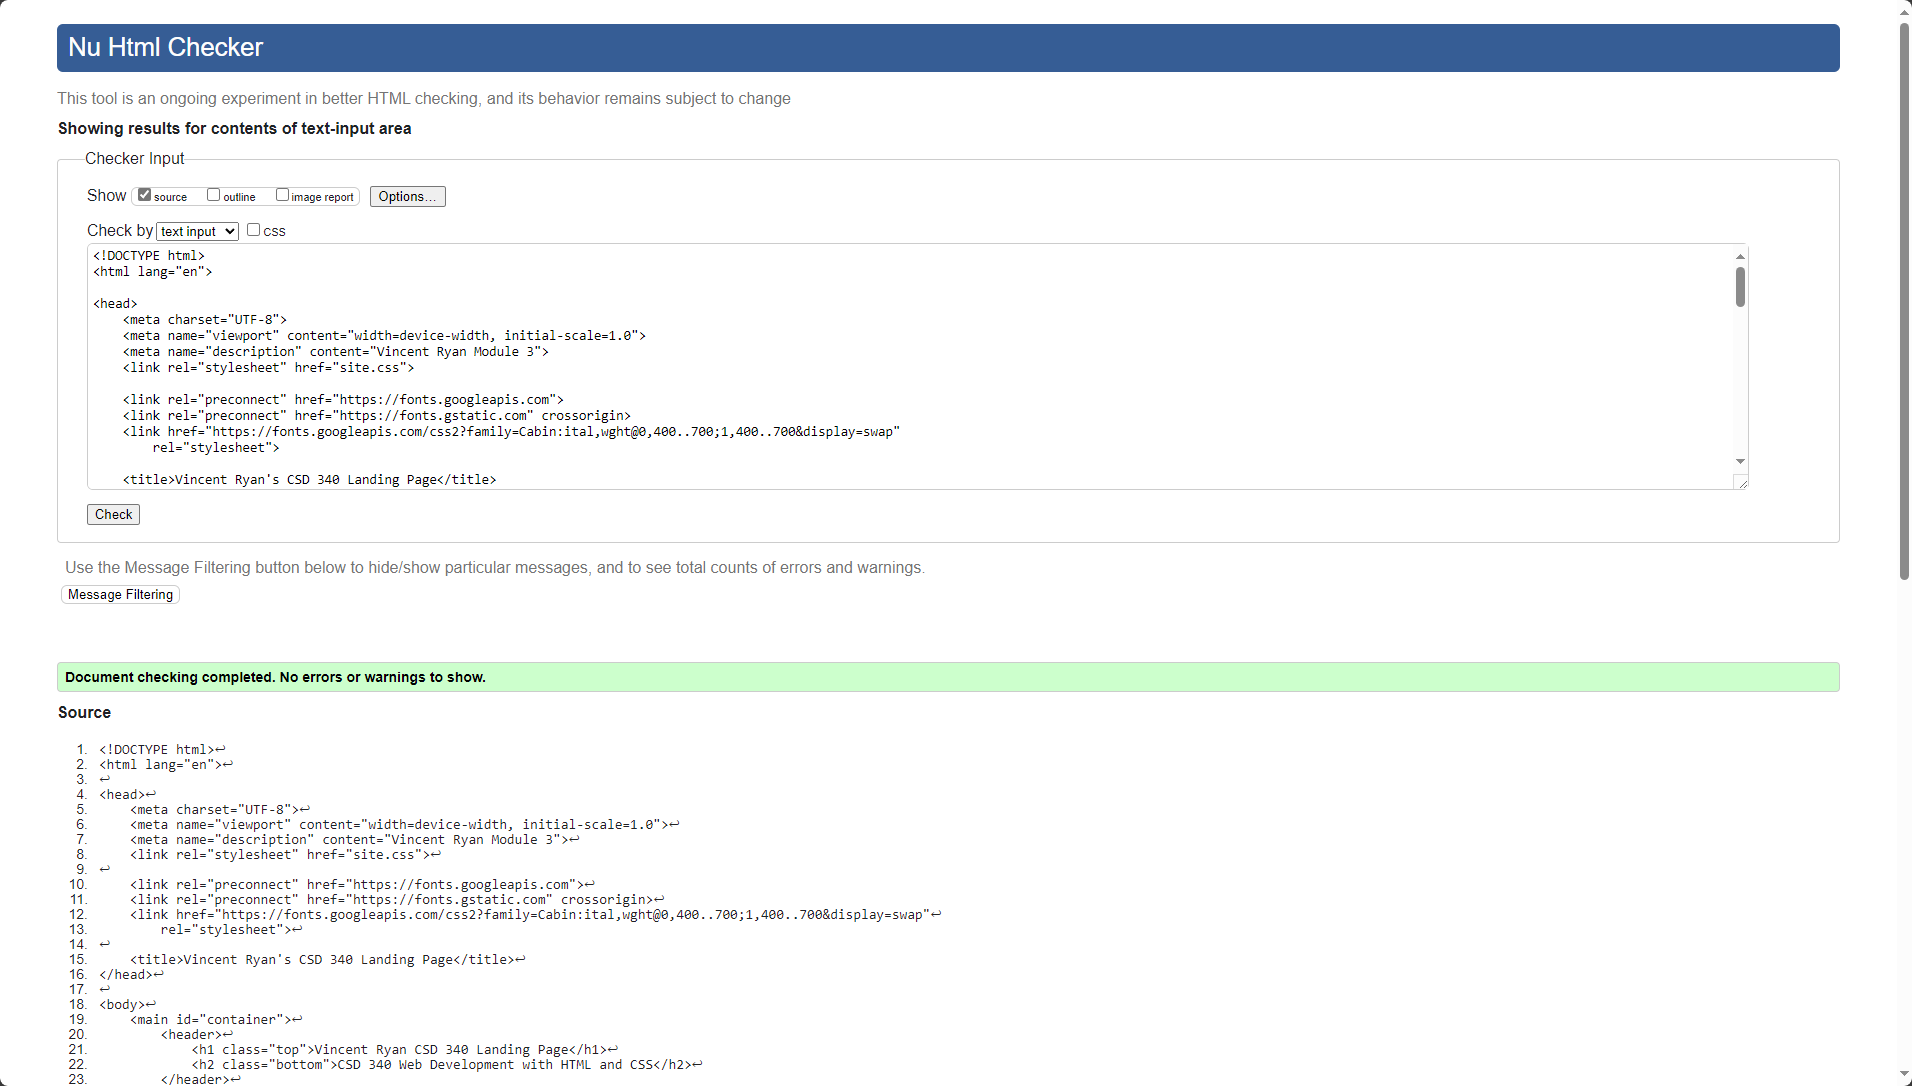 Nu Html Checker
This tool is an ongoing experiment in better HTML checking, and its behavior remains subject to change
Showing results for contents of text-input area
Checker Input
Show source outline image report Options...
Check by text input css
<!DOCTYPE html>
<html lang="en">
<head>
    <meta charset="UTF-8">
    <meta name="viewport" content="width=device-width, initial-scale=1.0">
    <meta name="description" content="Vincent Ryan Module 3">
    <link rel="stylesheet" href="site.css">
    <link rel="preconnect" href="https://fonts.googleapis.com">
    <link rel="preconnect" href="https://fonts.gstatic.com" crossorigin>
    <link href="https://fonts.googleapis.com/css2?family=Cabin:ital,wght@0,400..700;1,400..700&display=swap"
        rel="stylesheet">
    <title>Vincent Ryan's CSD 340 Landing Page</title>
Check
Use the Message Filtering button below to hide/show particular messages, and to see total counts of errors and warnings.
Message Filtering
Document checking completed. No errors or warnings to show.
Source
1. <!DOCTYPE html>↩
2. <html lang="en">↩
3. ↩
4. <head>↩
5.     <meta charset="UTF-8">↩
6.     <meta name="viewport" content="width=device-width, initial-scale=1.0">↩
7.     <meta name="description" content="Vincent Ryan Module 3">↩
8.     <link rel="stylesheet" href="site.css">↩
9. ↩
10.     <link rel="preconnect" href="https://fonts.googleapis.com">↩
11.     <link rel="preconnect" href="https://fonts.gstatic.com" crossorigin>↩
12.     <link href="https://fonts.googleapis.com/css2?family=Cabin:ital,wght@0,400..700;1,400..700&display=swap"↩
13.         rel="stylesheet">↩
14. ↩
15.     <title>Vincent Ryan's CSD 340 Landing Page</title>↩
16. </head>↩
17. ↩
18. <body>↩
19.     <main id="container">↩
20.         <header>↩
21.             <h1 class="top">Vincent Ryan CSD 340 Landing Page</h1>↩
22.             <h2 class="bottom">CSD 340 Web Development with HTML and CSS</h2>↩
23.         </header>↩